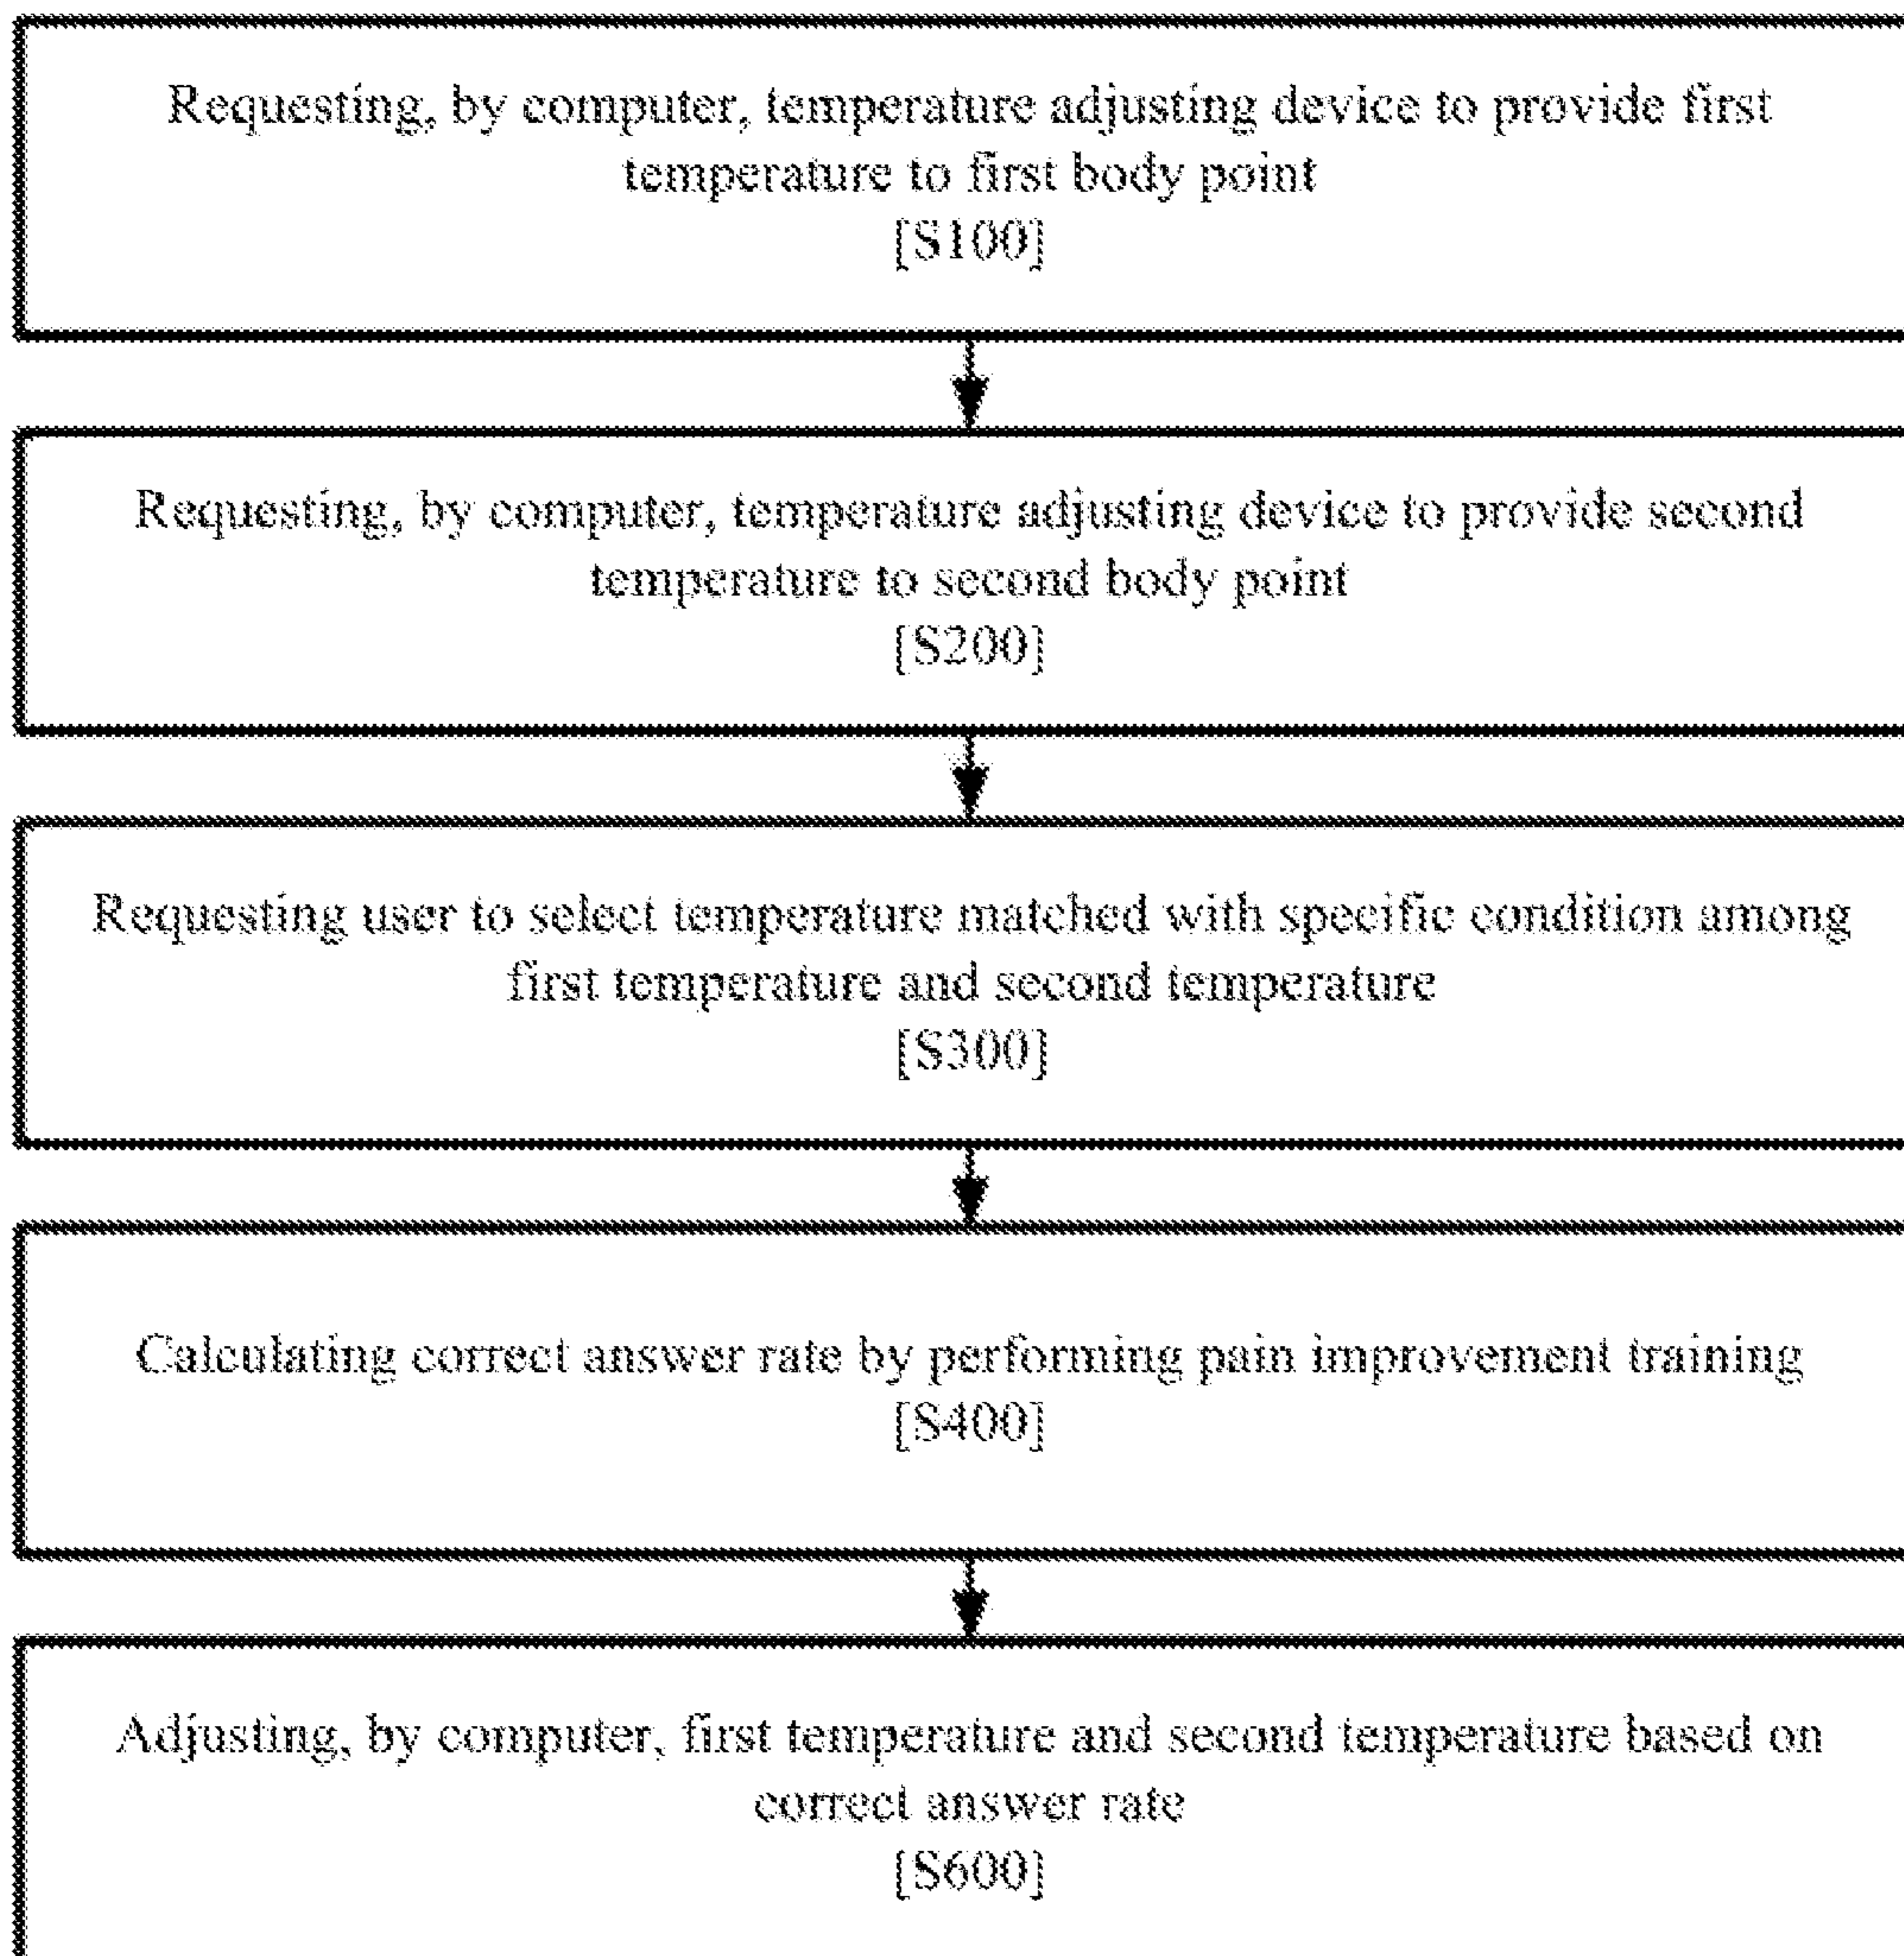 Requesting, by computer, temperature adjusting device to provide first
temperature to first body point
[S100]
Requesting, by computer, temperature adjusting device to provide second
temperature to second body point
[S200]
Requesting user to select temperature matched with specific condition among
first temperature and second temperature
[S300]
Calculating correct answer rate by performing pain improvement training
[S400]
Adjusting, by computer, first temperature and second temperature based on
correct answer rate
[S600]